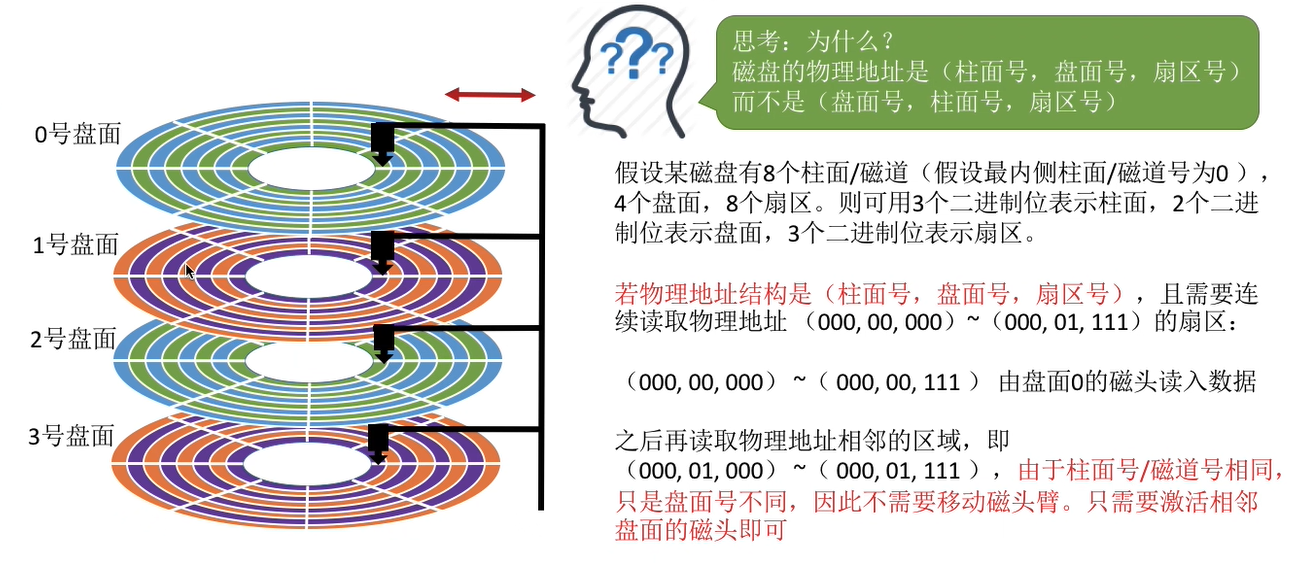 思考：为什么？
磁盘的物理地址是（柱面号，盘面号，扇区号）
而不是（盘面号，柱面号，扇区号）
???
0号盘面
1号盘面
2号盘面
3号盘面
假设某磁盘有8个柱面/磁道（假设最内侧柱面/磁道号为0 ），
4个盘面，8个扇区。则可用3个二进制位表示柱面，2个二进
制位表示盘面，3个二进制位表示扇区。
若物理地址结构是（柱面号，盘面号，扇区号），且需要连
续读取物理地址 （000, 00, 000）~（000, 01, 111）的扇区：
（000, 00, 000） ~（ 000, 00, 111 ） 由盘面0的磁头读入数据
之后再读取物理地址相邻的区域，即
（000, 01, 000） ~（ 000, 01, 111 ），由于柱面号/磁道号相同，
只是盘面号不同，因此不需要移动磁头臂。只需要激活相邻
盘面的磁头即可